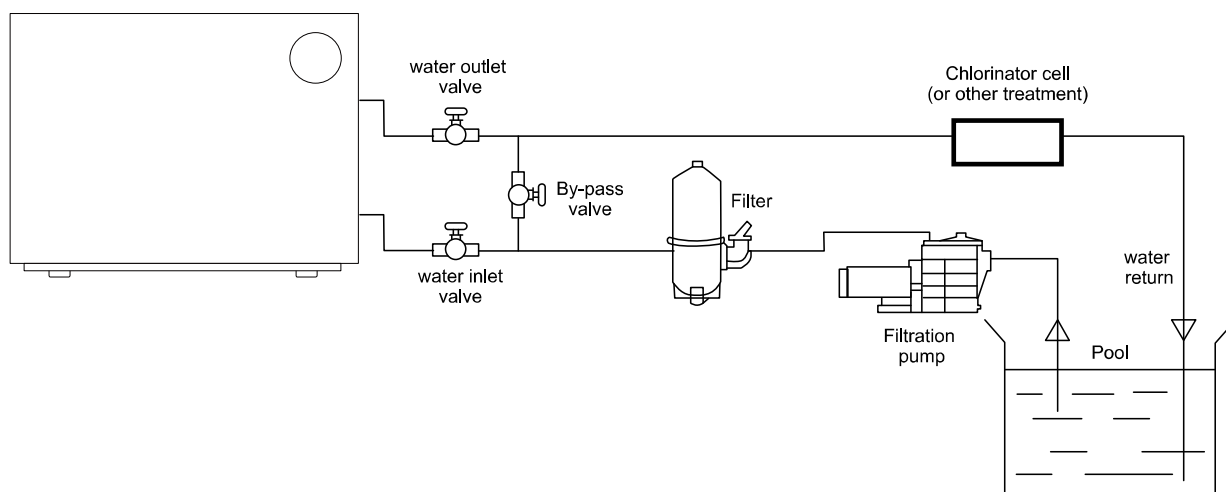 water outlet
valve
Chlorinator cell
(or other treatment)
By-pass
valve
Filter
water inlet
valve
water
return
Filtration
pump
Pool